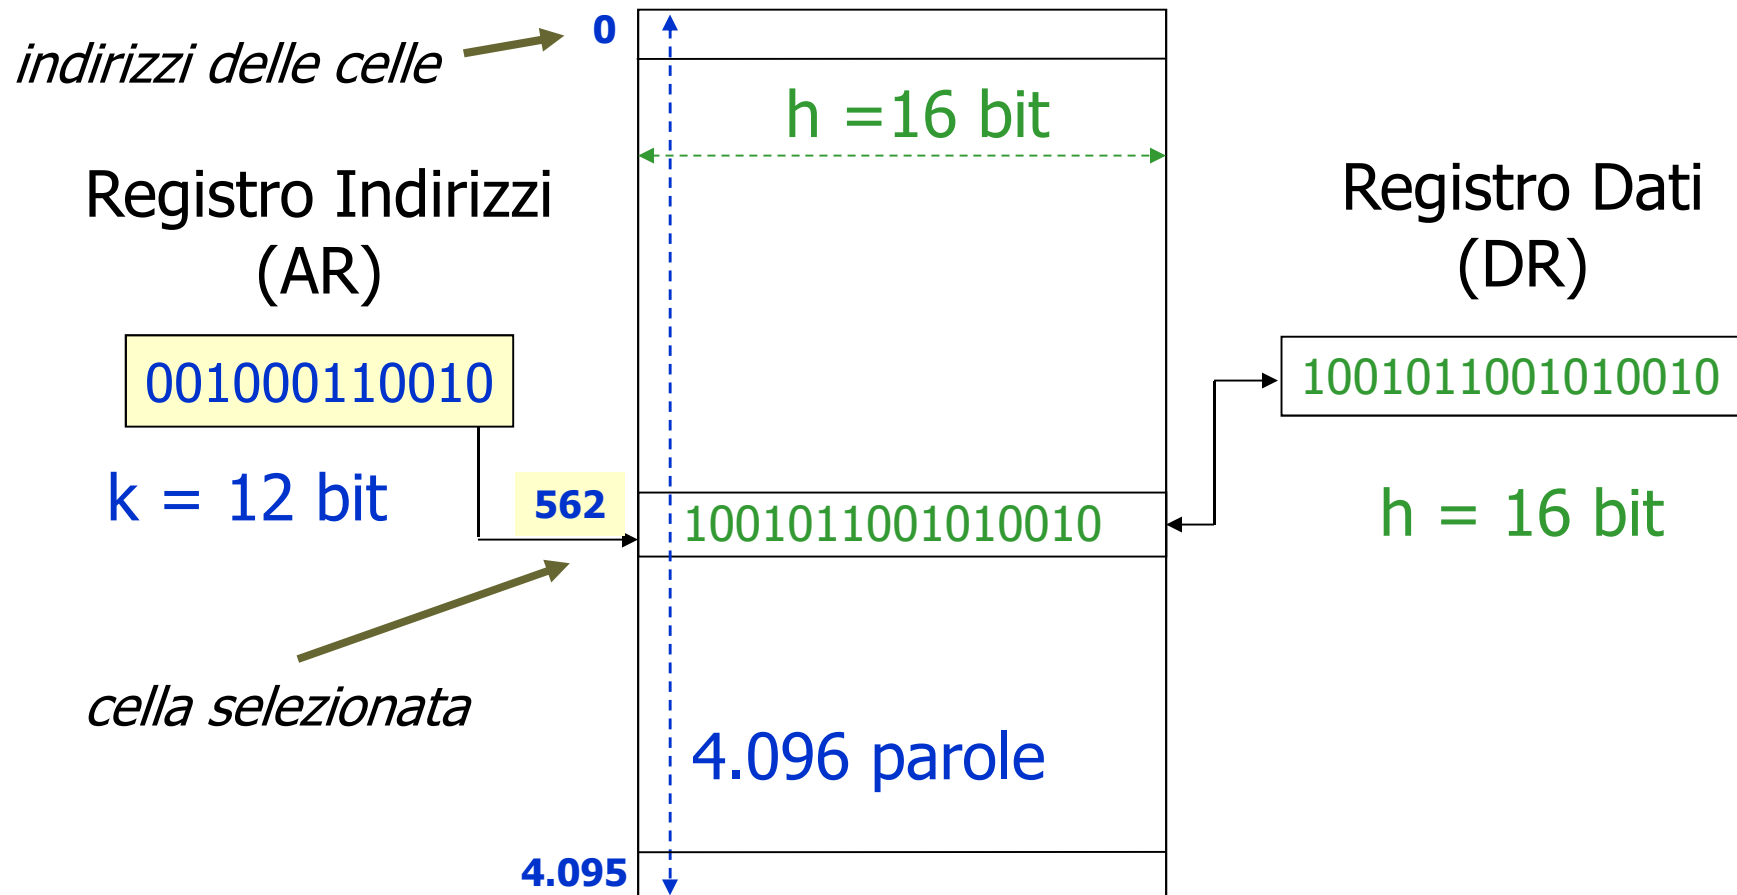 0
indirizzi delle celle
h =16 bit
Registro Indirizzi
(AR)
Registro Dati
(DR)
001000110010
1001011001010010
k = 12 bit
562
1001011001010010
h = 16 bit
cella selezionata
4.096 parole
4.095